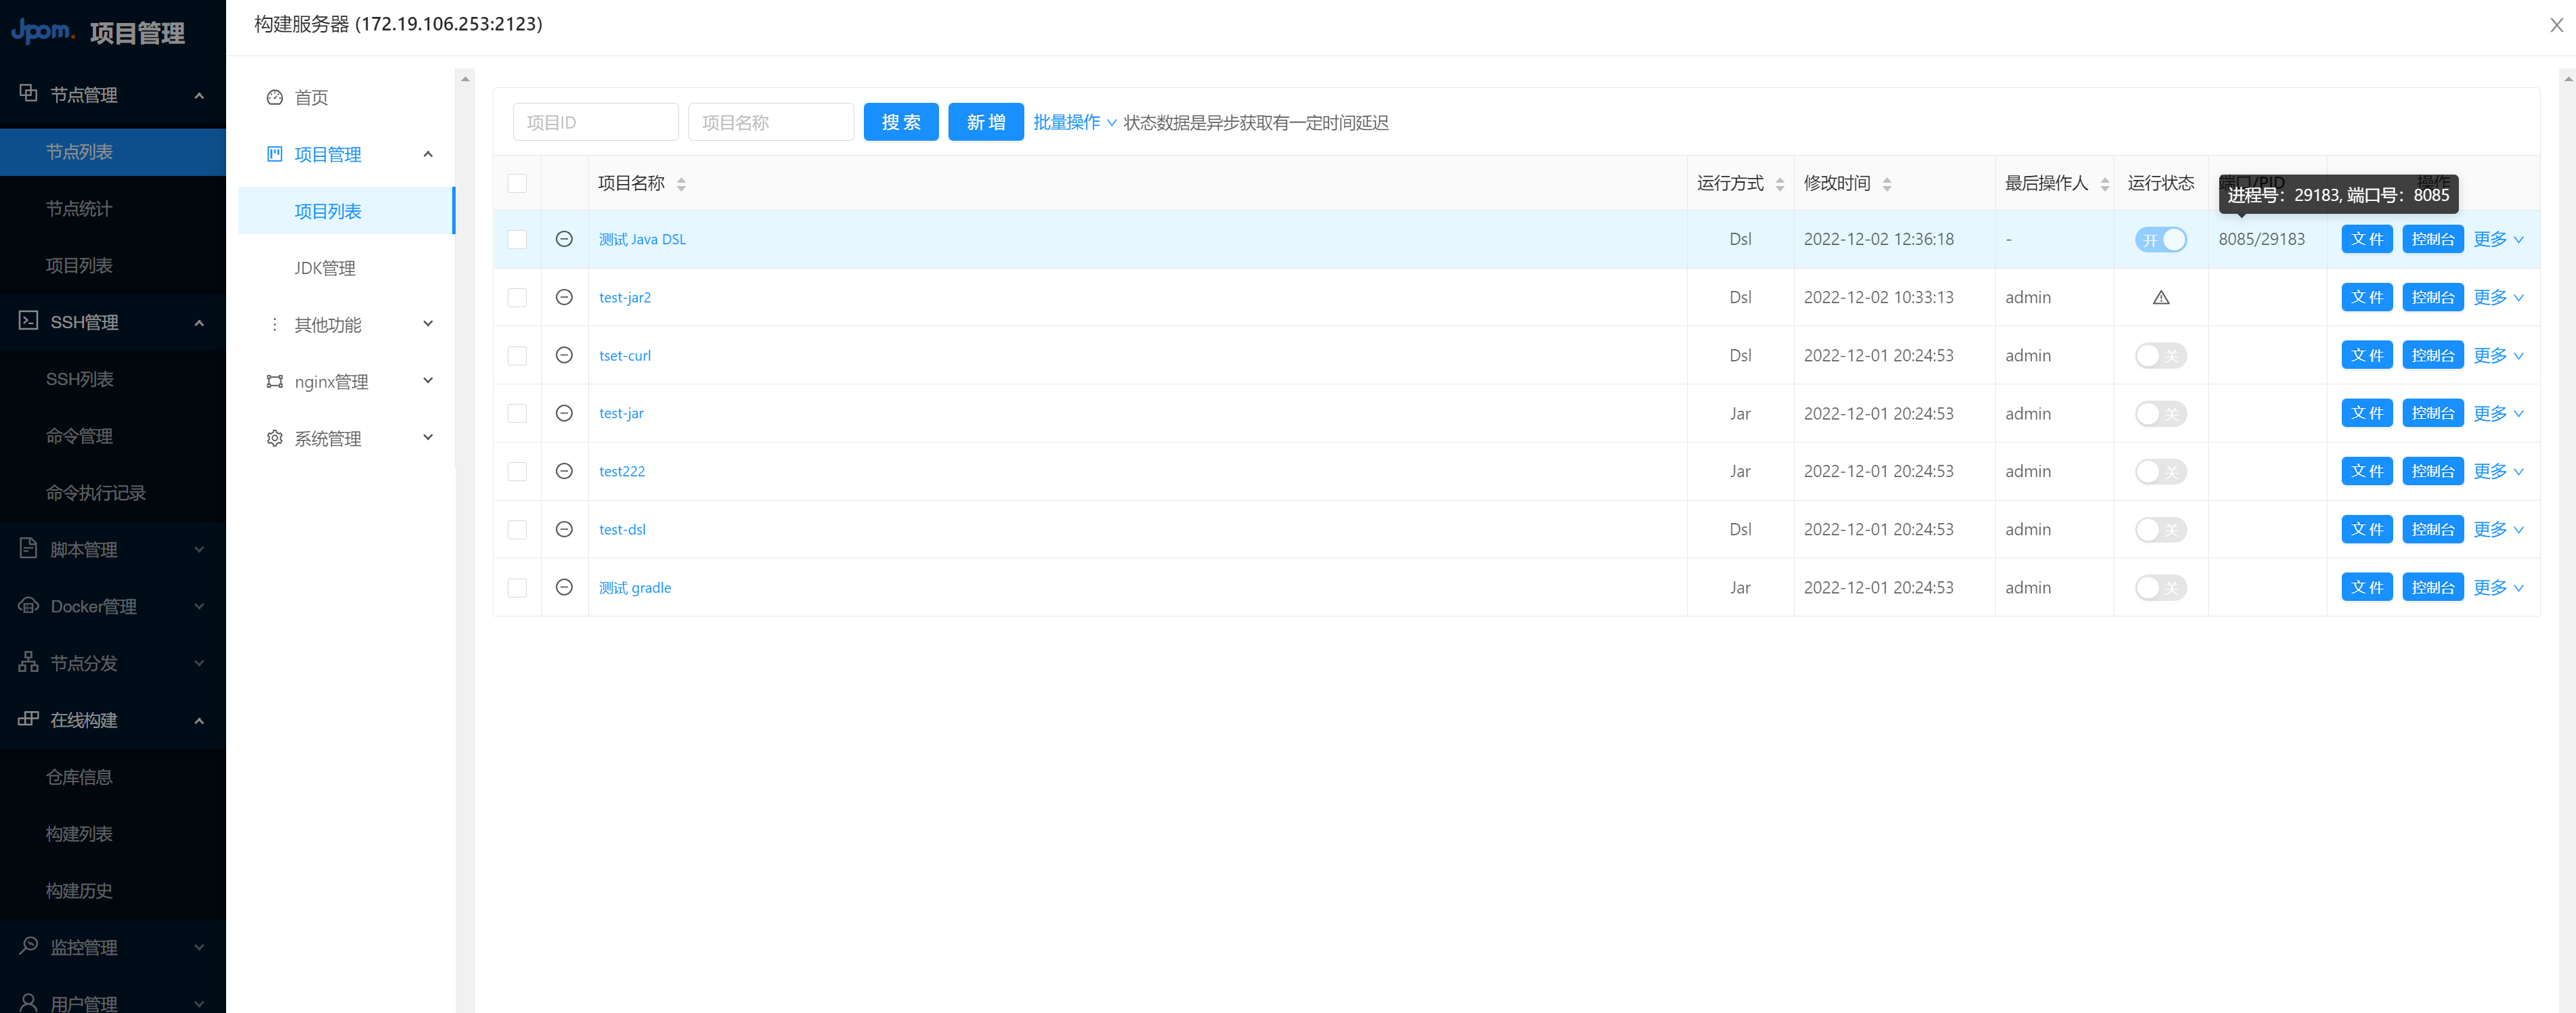 Jpom. 项目管理
节点管理
节点列表
节点统计
项目列表
SSH管理
SSH列表
命令管理
命令执行记录
脚本管理
Docker管理
节点分发
在线构建
仓库信息
构建列表
构建历史
监控管理
用户管理
构建服务器 (172.19.106.253:2123)
首页
项目管理
项目列表
JDK管理
其他功能
nginx管理
系统管理
项目ID 项目名称 搜 索 新 增 批量操作 状态数据是异步获取有一定时间延迟
项目名称 运行方式 修改时间 最后操作人 运行状态 端口/PID 操作
进程号：29183, 端口号：8085
测试 Java DSL Dsl 2022-12-02 12:36:18 - 开 8085/29183 文 件 控制台 更多
test-jar2 Dsl 2022-12-02 10:33:13 admin 文 件 控制台 更多
tset-curl Dsl 2022-12-01 20:24:53 admin 关 文 件 控制台 更多
test-jar Jar 2022-12-01 20:24:53 admin 关 文 件 控制台 更多
test222 Jar 2022-12-01 20:24:53 admin 关 文 件 控制台 更多
test-dsl Dsl 2022-12-01 20:24:53 admin 关 文 件 控制台 更多
测试 gradle Jar 2022-12-01 20:24:53 admin 关 文 件 控制台 更多